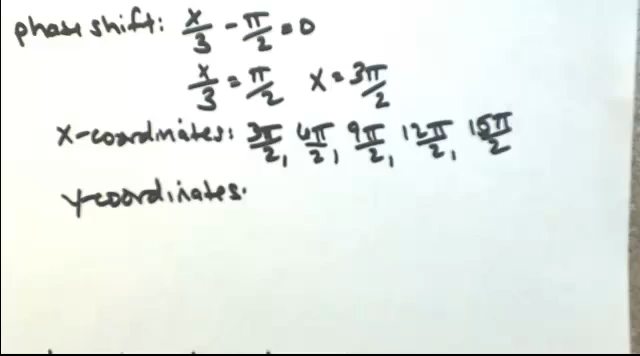 phase shift: x/3 - π/2 = 0
x/3 = π/2 x = 3π/2
x-coordinates: 3π/2, 6π/2, 9π/2, 12π/2, 15π/2
y-coordinates: